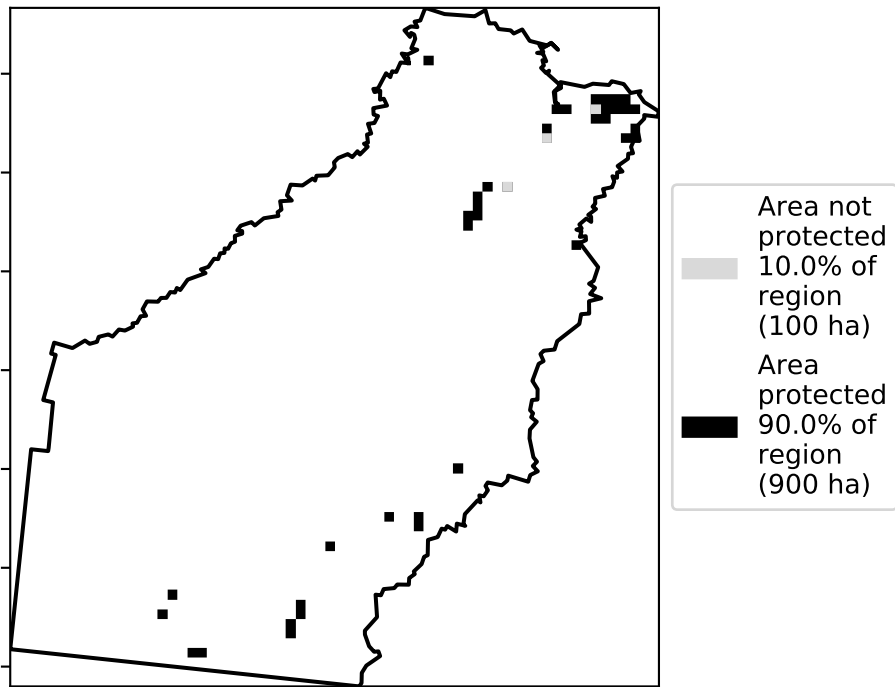 Area not
protected
10.0% of
region
(100 ha)
Area
protected
90.0% of
region
(900 ha)